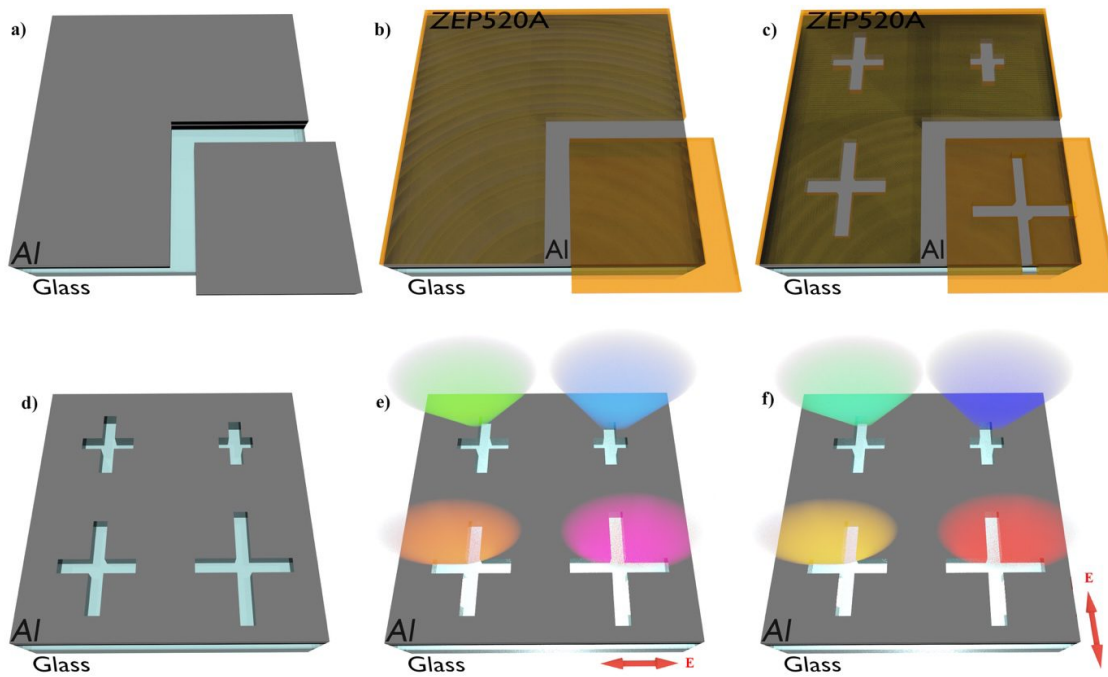 a)
Al
Glass
b)
ZEP520A
Al
Glass
c)
ZEP520A
Al
Glass
d)
Al
Glass
e)
Al
Glass
E
f)
Al
Glass
E